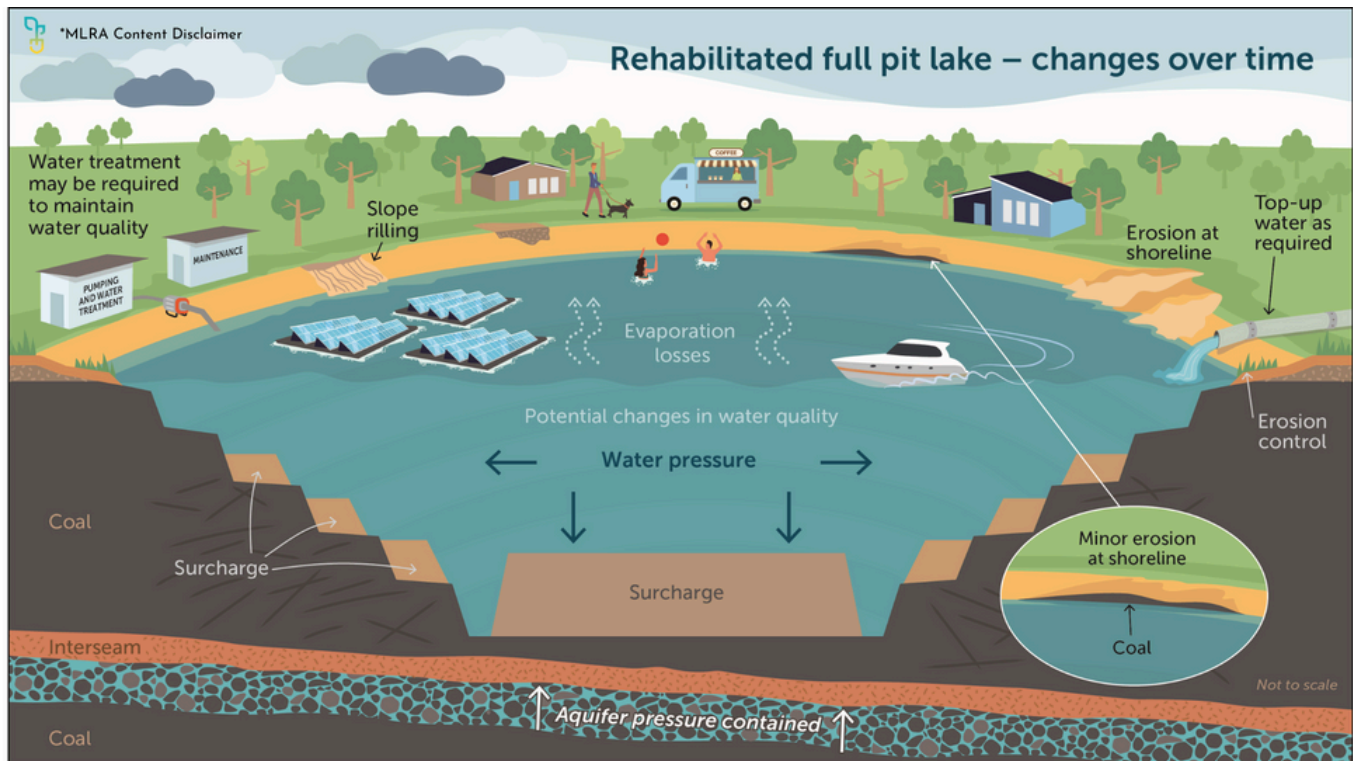 *MLRA Content Disclaimer
Rehabilitated full pit lake – changes over time
Water treatment
may be required
to maintain
water quality
COFFEE
Slope
rilling
MAINTENANCE
PUMPING
AND WATER
TREATMENT
Erosion at
shoreline
Top-up
water as
required
Evaporation
losses
Potential changes in water quality
Water pressure
Erosion
control
Coal
Surcharge
Surcharge
Minor erosion
at shoreline
Coal
Interseam
Not to scale
Aquifer pressure contained
Coal